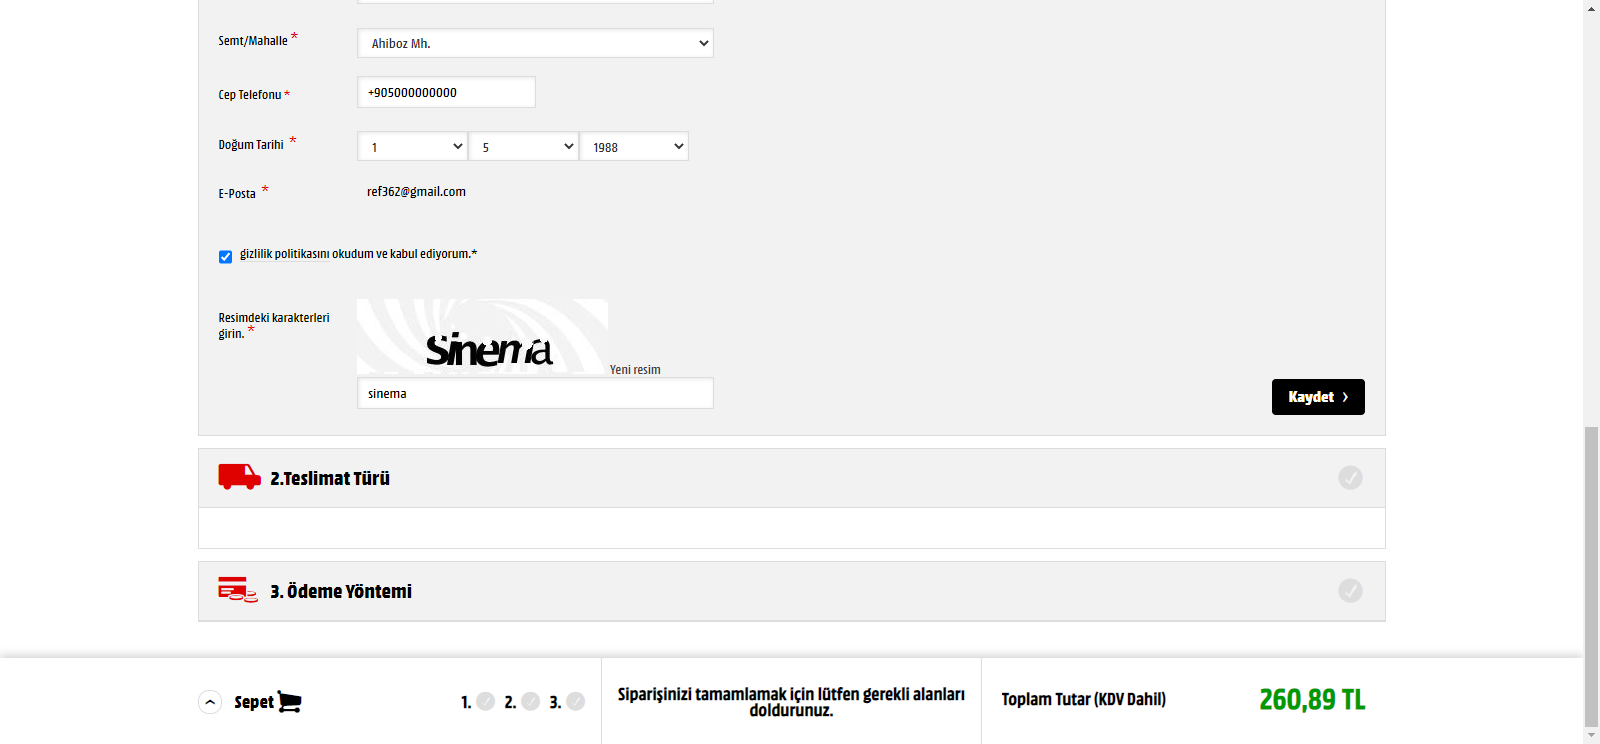 Semt/Mahalle *
Ahiboz Mh.
Cep Telefonu *
+905000000000
Doğum Tarihi *
1 5 1988
E-Posta *
ref362@gmail.com
gizlilik politikasını okudum ve kabul ediyorum.*
Resimdeki karakterleri
girin. *
Sinema
Yeni resim
sinema
Kaydet ›
2.Teslimat Türü
3. Ödeme Yöntemi
Sepet
1. 2. 3.
Siparişinizi tamamlamak için lütfen gerekli alanları
doldurunuz.
Toplam Tutar (KDV Dahil)
260,89 TL